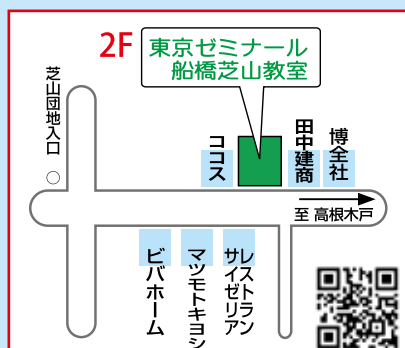 2F
東京ゼミナール
船橋芝山教室
芝山団地入口
ココス
田中建商
博全社
至 高根木戸
ビバホーム
マツモトキヨシ
レストラン
サイゼリア